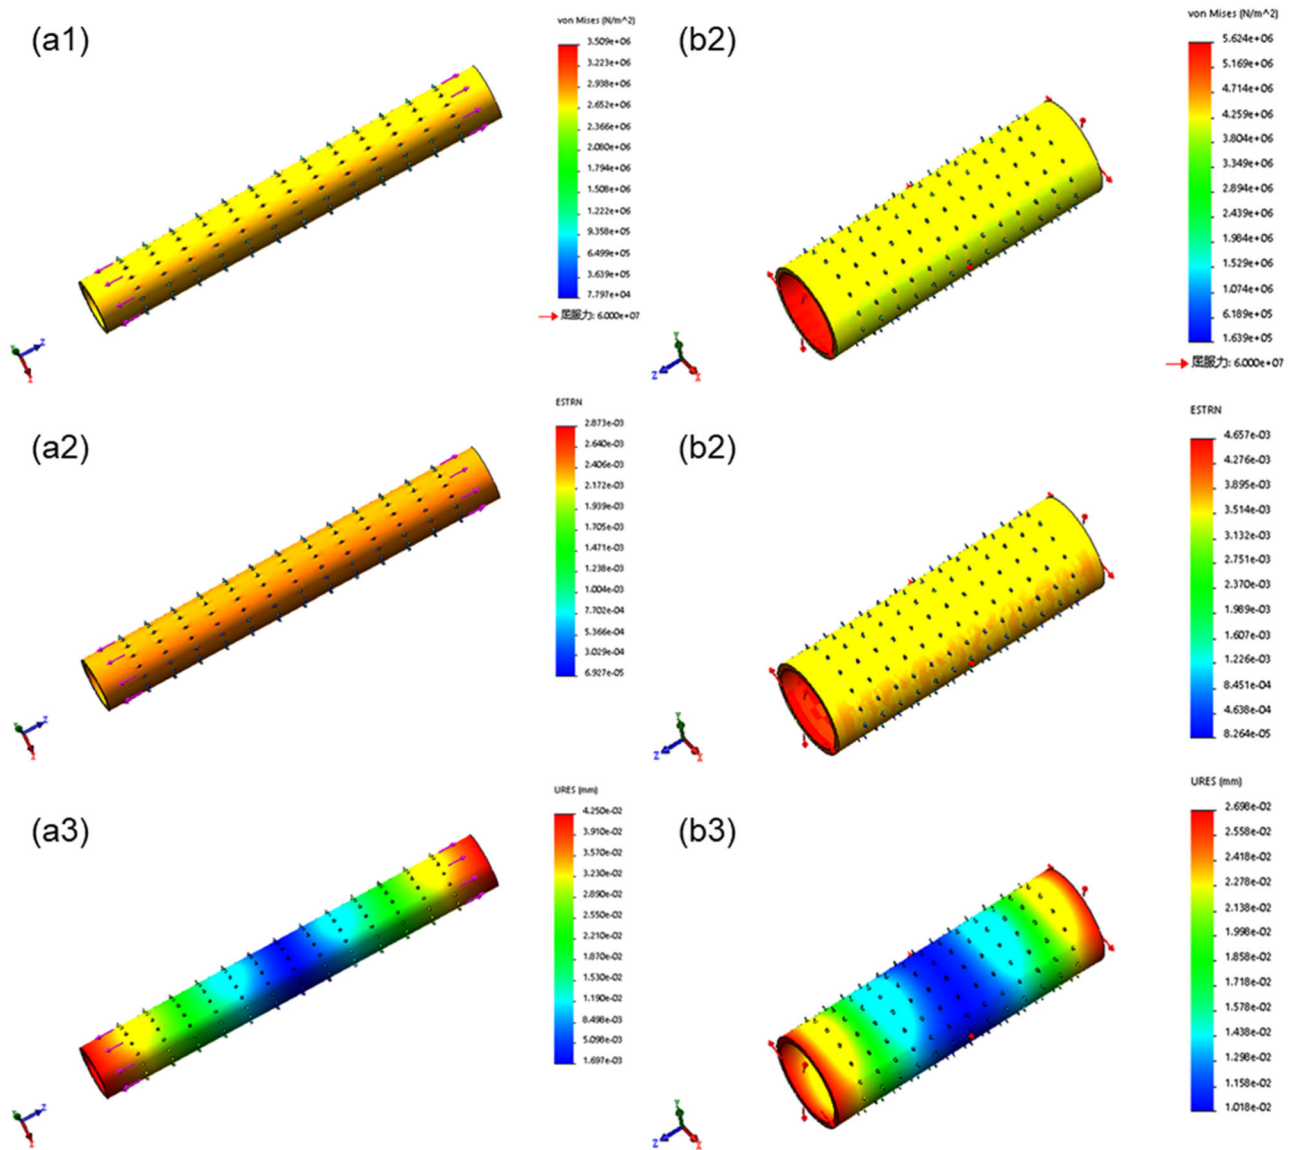 (a1)
von Mises (N/m^2)
3.509e+06
3.223e+06
2.938e+06
2.652e+06
2.366e+06
2.080e+06
1.794e+06
1.508e+06
1.222e+06
9.358e+05
6.499e+05
3.639e+05
7.797e+04
屈服力: 6.000e+07
(b2)
von Mises (N/m^2)
5.624e+06
5.169e+06
4.714e+06
4.259e+06
3.804e+06
3.349e+06
2.894e+06
2.439e+06
1.984e+06
1.529e+06
1.074e+06
6.189e+05
1.639e+05
屈服力: 6.000e+07
(a2)
ESTRN
2.873e-03
2.640e-03
2.406e-03
2.172e-03
1.939e-03
1.705e-03
1.471e-03
1.238e-03
1.004e-03
7.702e-04
5.366e-04
3.029e-04
6.927e-05
(b2)
ESTRN
4.657e-03
4.276e-03
3.895e-03
3.514e-03
3.132e-03
2.751e-03
2.370e-03
1.989e-03
1.607e-03
1.226e-03
8.451e-04
4.638e-04
8.264e-05
(a3)
URES (mm)
4.250e-02
3.910e-02
3.570e-02
3.230e-02
2.890e-02
2.550e-02
2.210e-02
1.870e-02
1.530e-02
1.190e-02
8.498e-03
5.098e-03
1.697e-03
(b3)
URES (mm)
2.698e-02
2.558e-02
2.418e-02
2.278e-02
2.138e-02
1.998e-02
1.858e-02
1.718e-02
1.578e-02
1.438e-02
1.298e-02
1.158e-02
1.018e-02